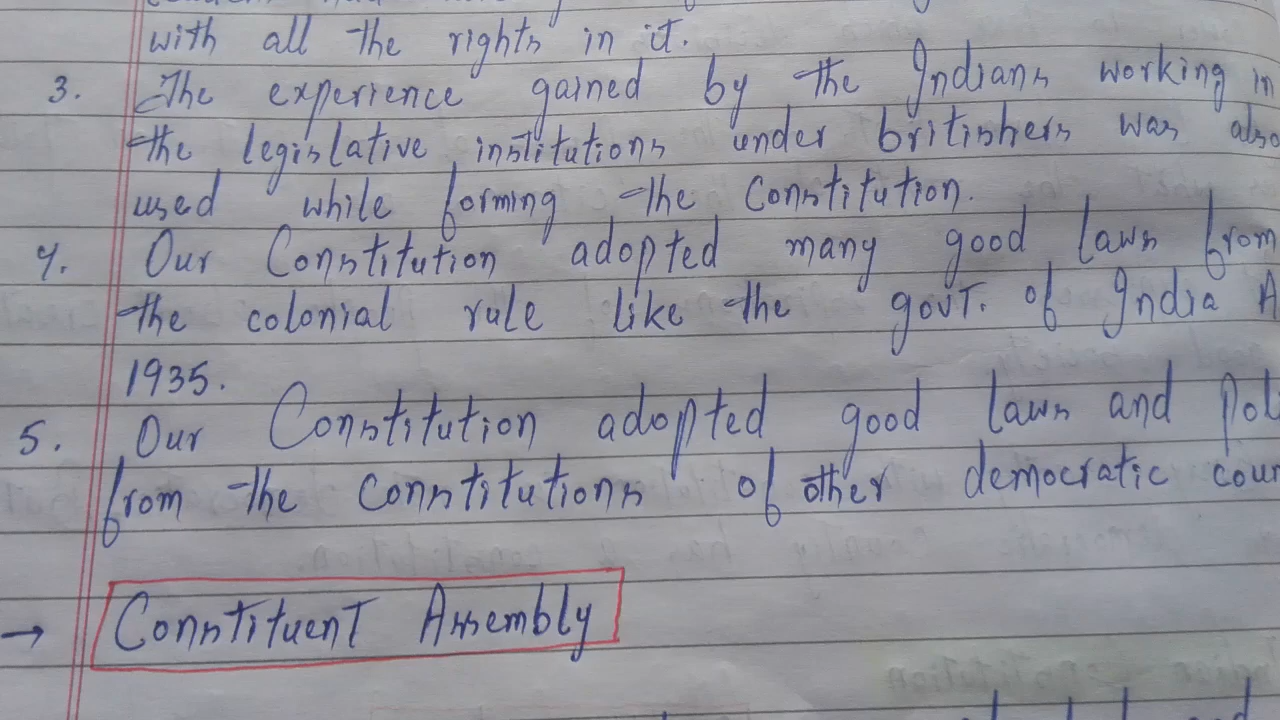 with all the rights in it.
3. The experience gained by the Indians working in
the legislative institutions under britishers was also
used while forming the Constitution.
4. Our Constitution adopted many good laws from
the colonial rule like the govt. of India A
1935.
5. Our Constitution adopted good laws and Poli
from the constitutions of other democratic coun
→ Constituent Assembly